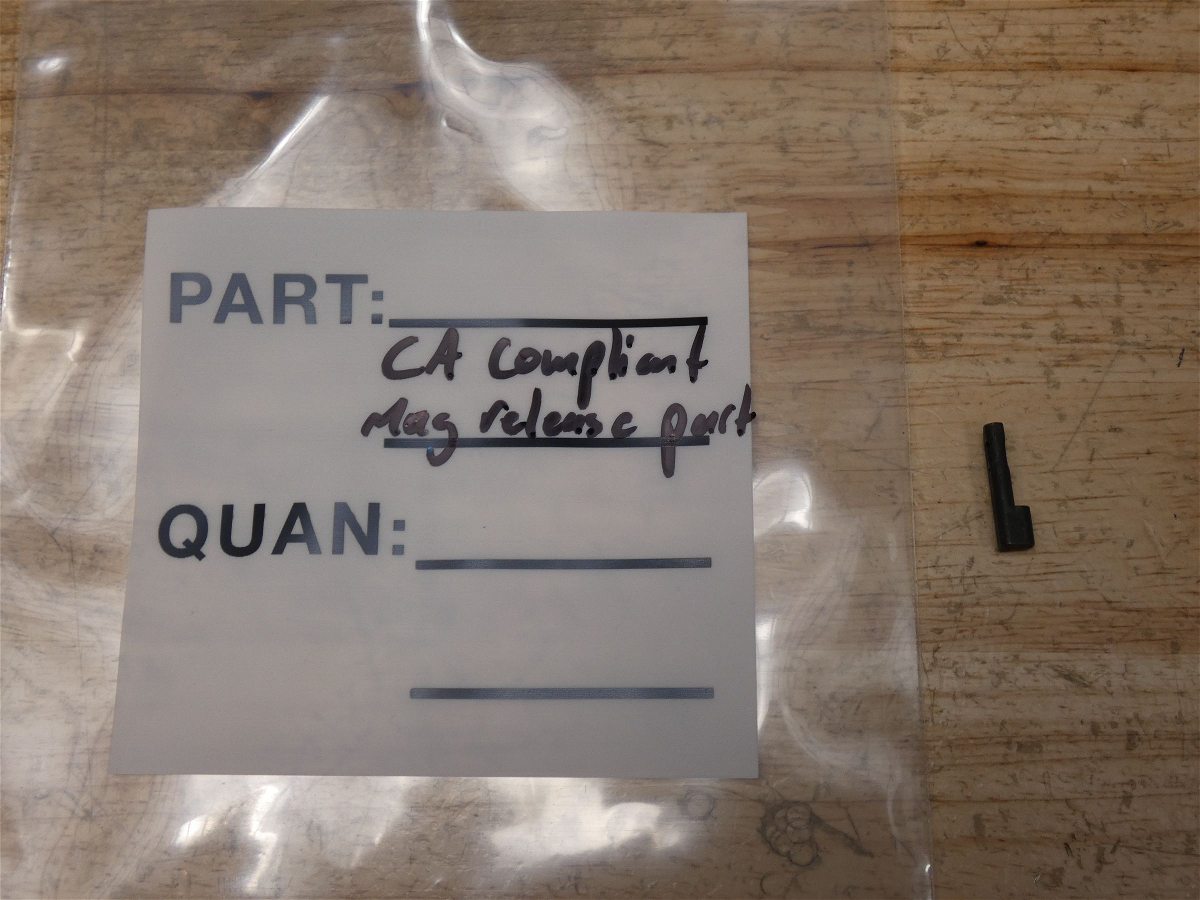 PART:
CA compliant
Mag release part
QUAN: